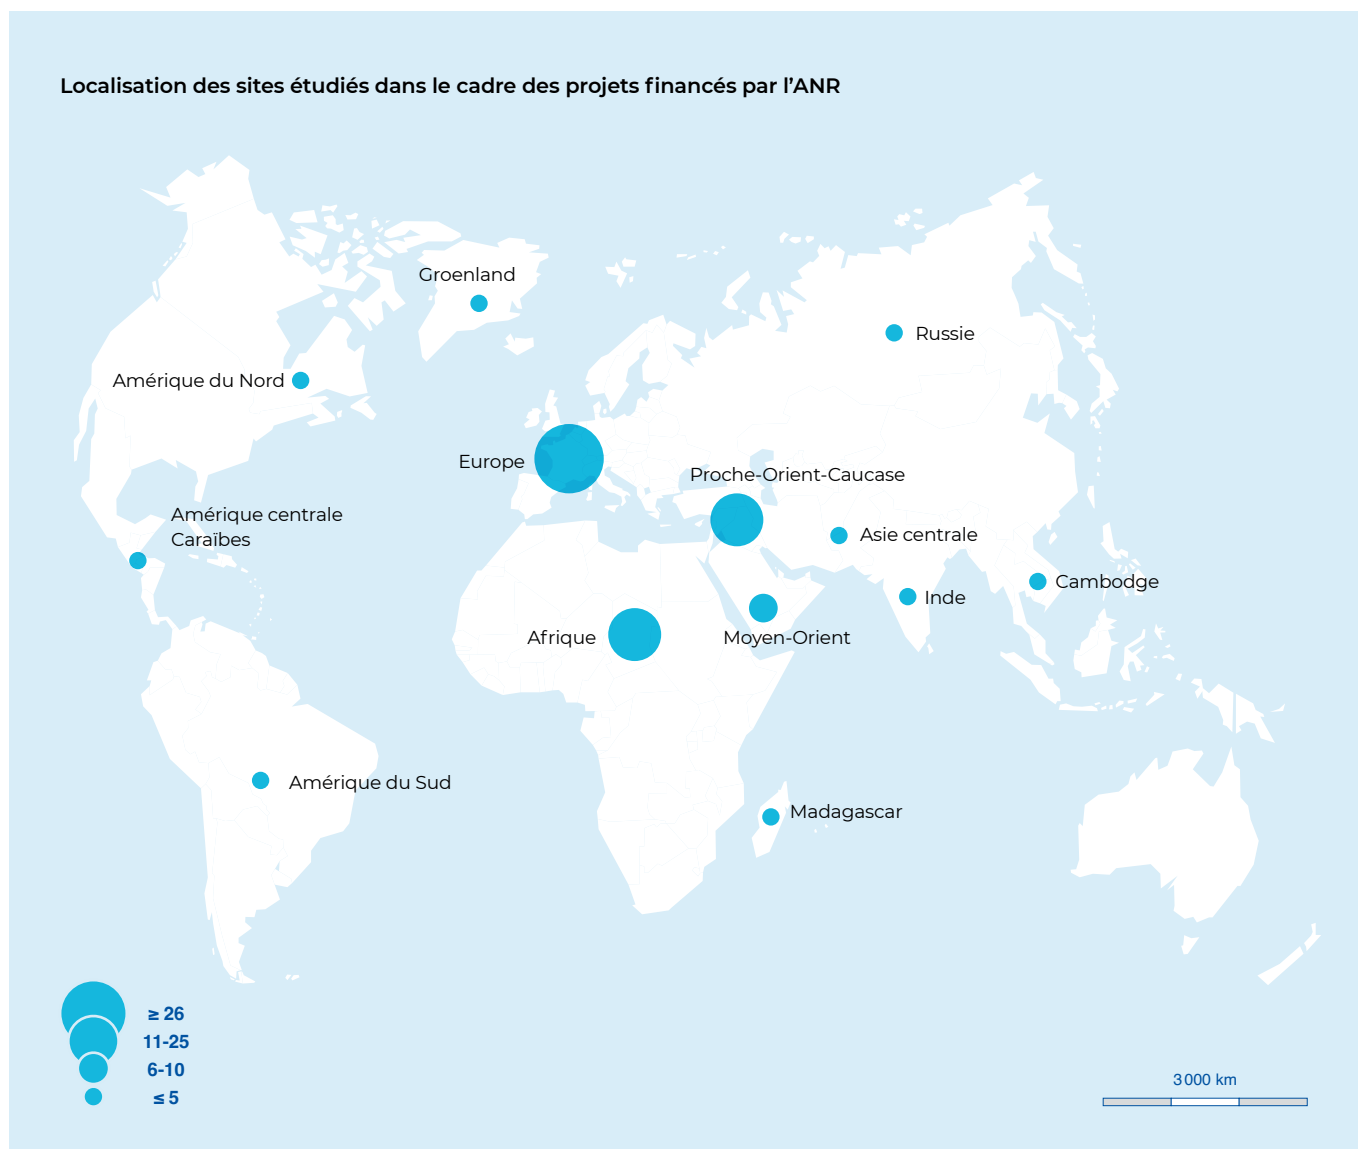 Localisation des sites étudiés dans le cadre des projets financés par l’ANR
Groenland
Russie
Amérique du Nord
Europe
Proche-Orient-Caucase
Amérique centrale
Caraïbes
Asie centrale
Cambodge
Inde
Afrique
Moyen-Orient
Amérique du Sud
Madagascar
≥ 26
11-25
6-10
≤ 5
3 000 km